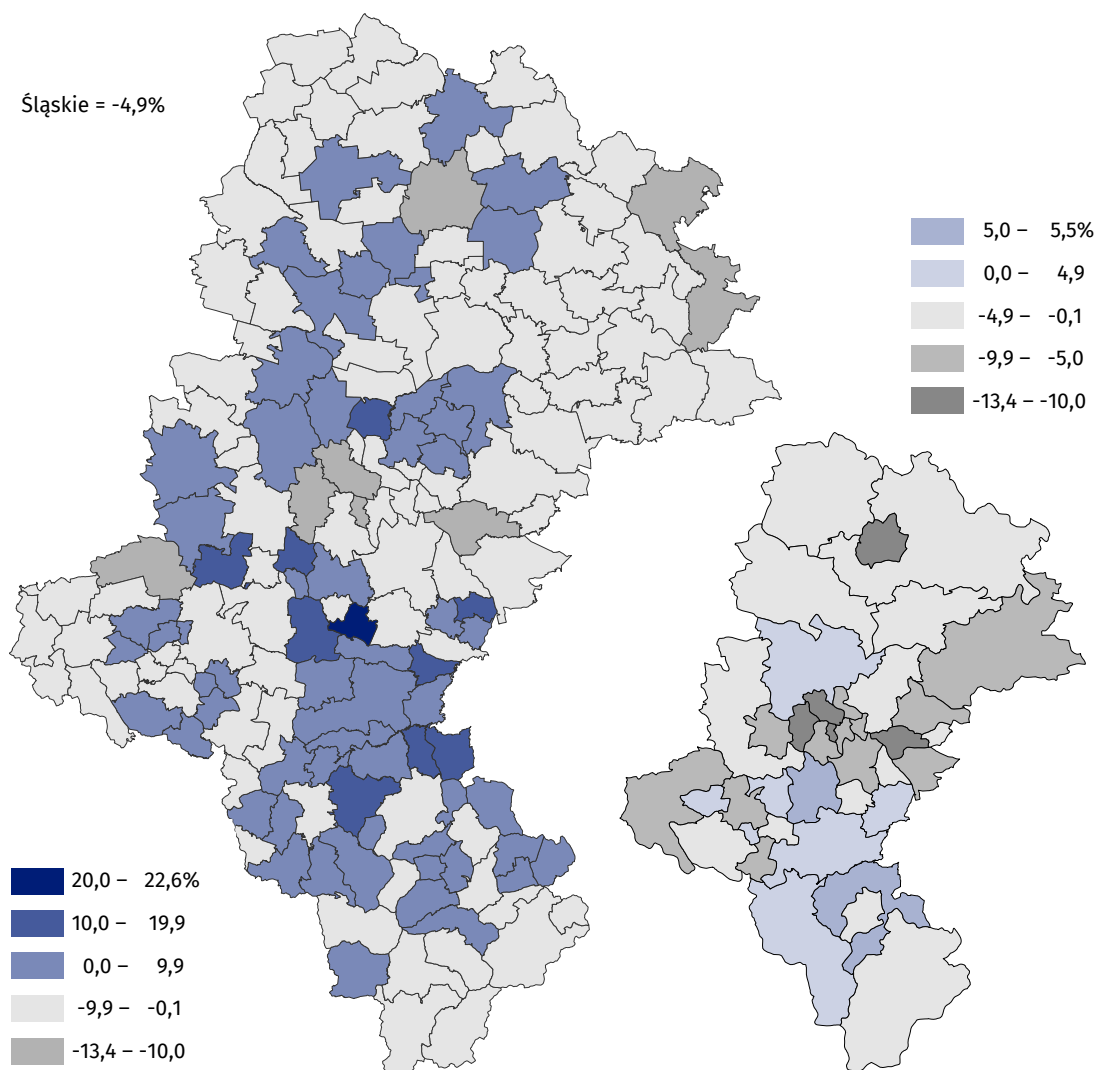 Śląskie = -4,9%
5,0 – 5,5%
0,0 – 4,9
-4,9 – -0,1
-9,9 – -5,0
-13,4 – -10,0
20,0 – 22,6%
10,0 – 19,9
0,0 – 9,9
-9,9 – -0,1
-13,4 – -10,0